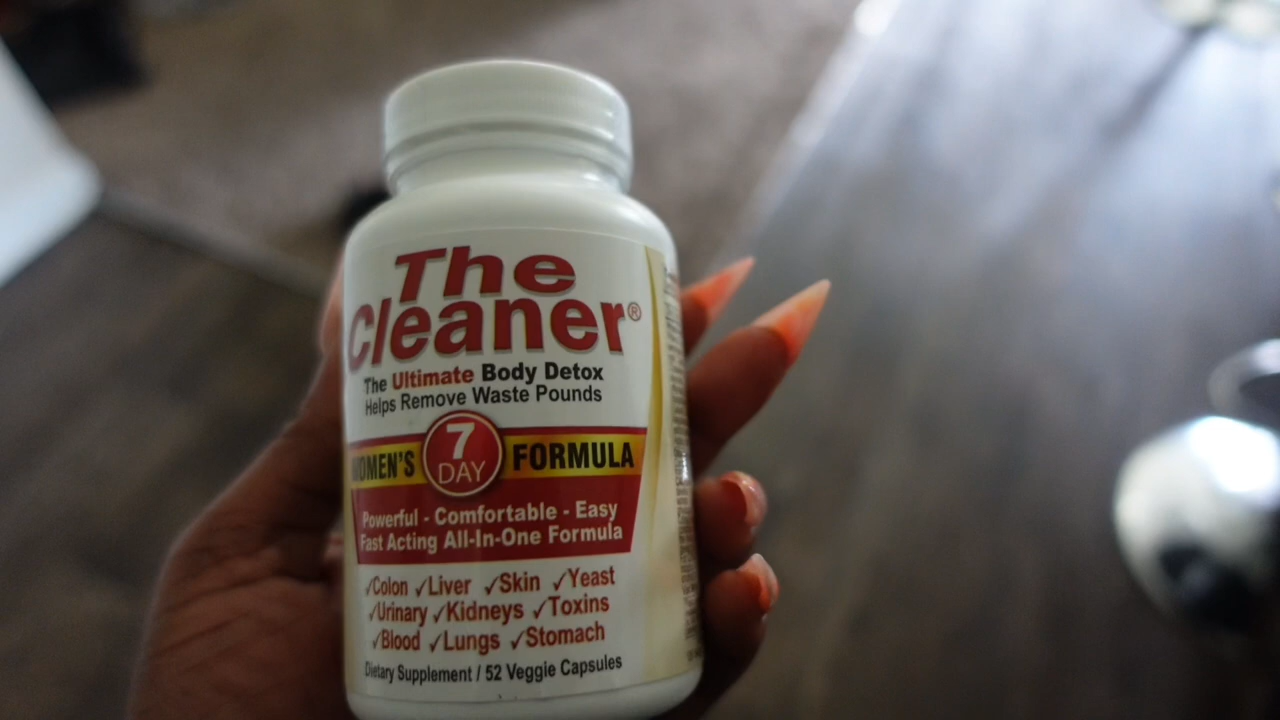 The
Cleaner®
The Ultimate Body Detox
Helps Remove Waste Pounds
7
DAY
WOMEN'S FORMULA
Powerful - Comfortable - Easy
Fast Acting All-In-One Formula
✓Colon ✓Liver ✓Skin ✓Yeast
✓Urinary ✓Kidneys ✓Toxins
✓Blood ✓Lungs ✓Stomach
Dietary Supplement / 52 Veggie Capsules